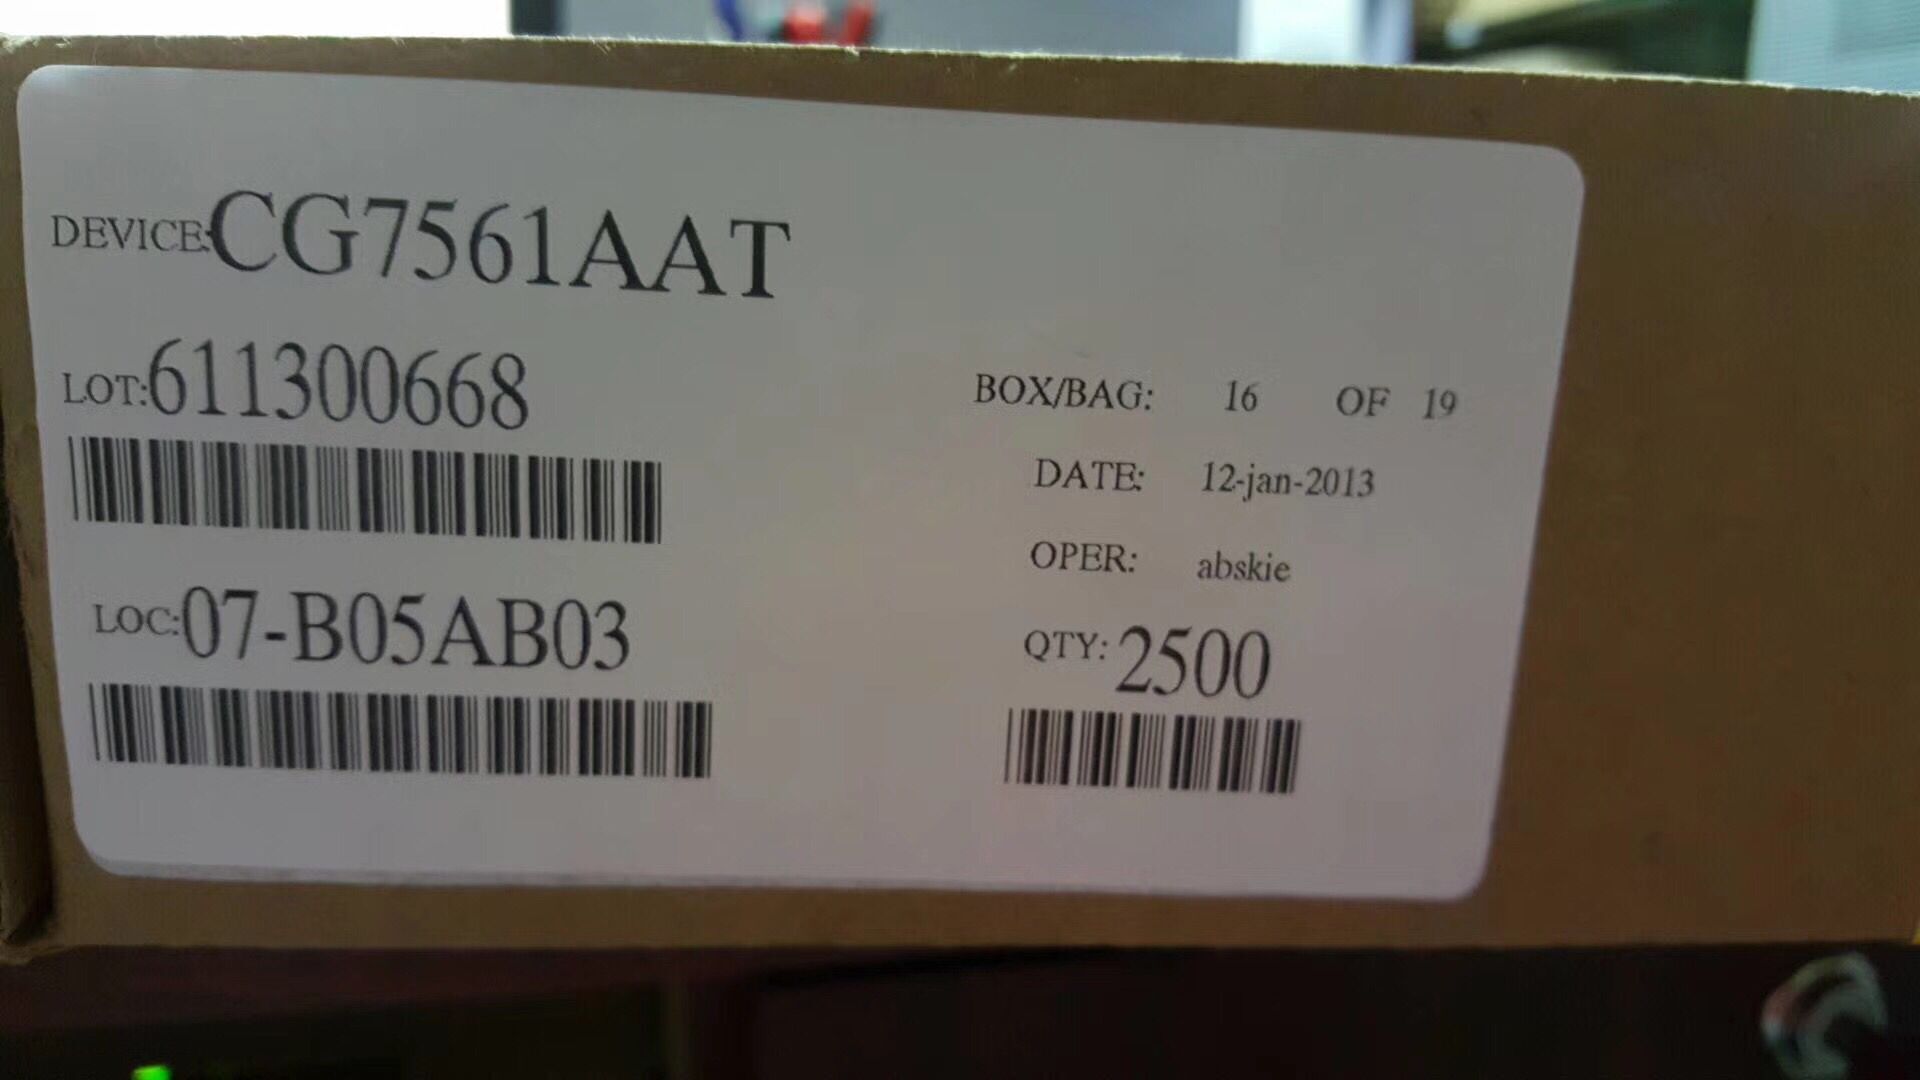 DEVICE:CG7561AAT
LOT:611300668
BOX/BAG: 16 OF 19
DATE: 12-jan-2013
OPER: abskie
LOC:07-B05AB03
QTY: 2500